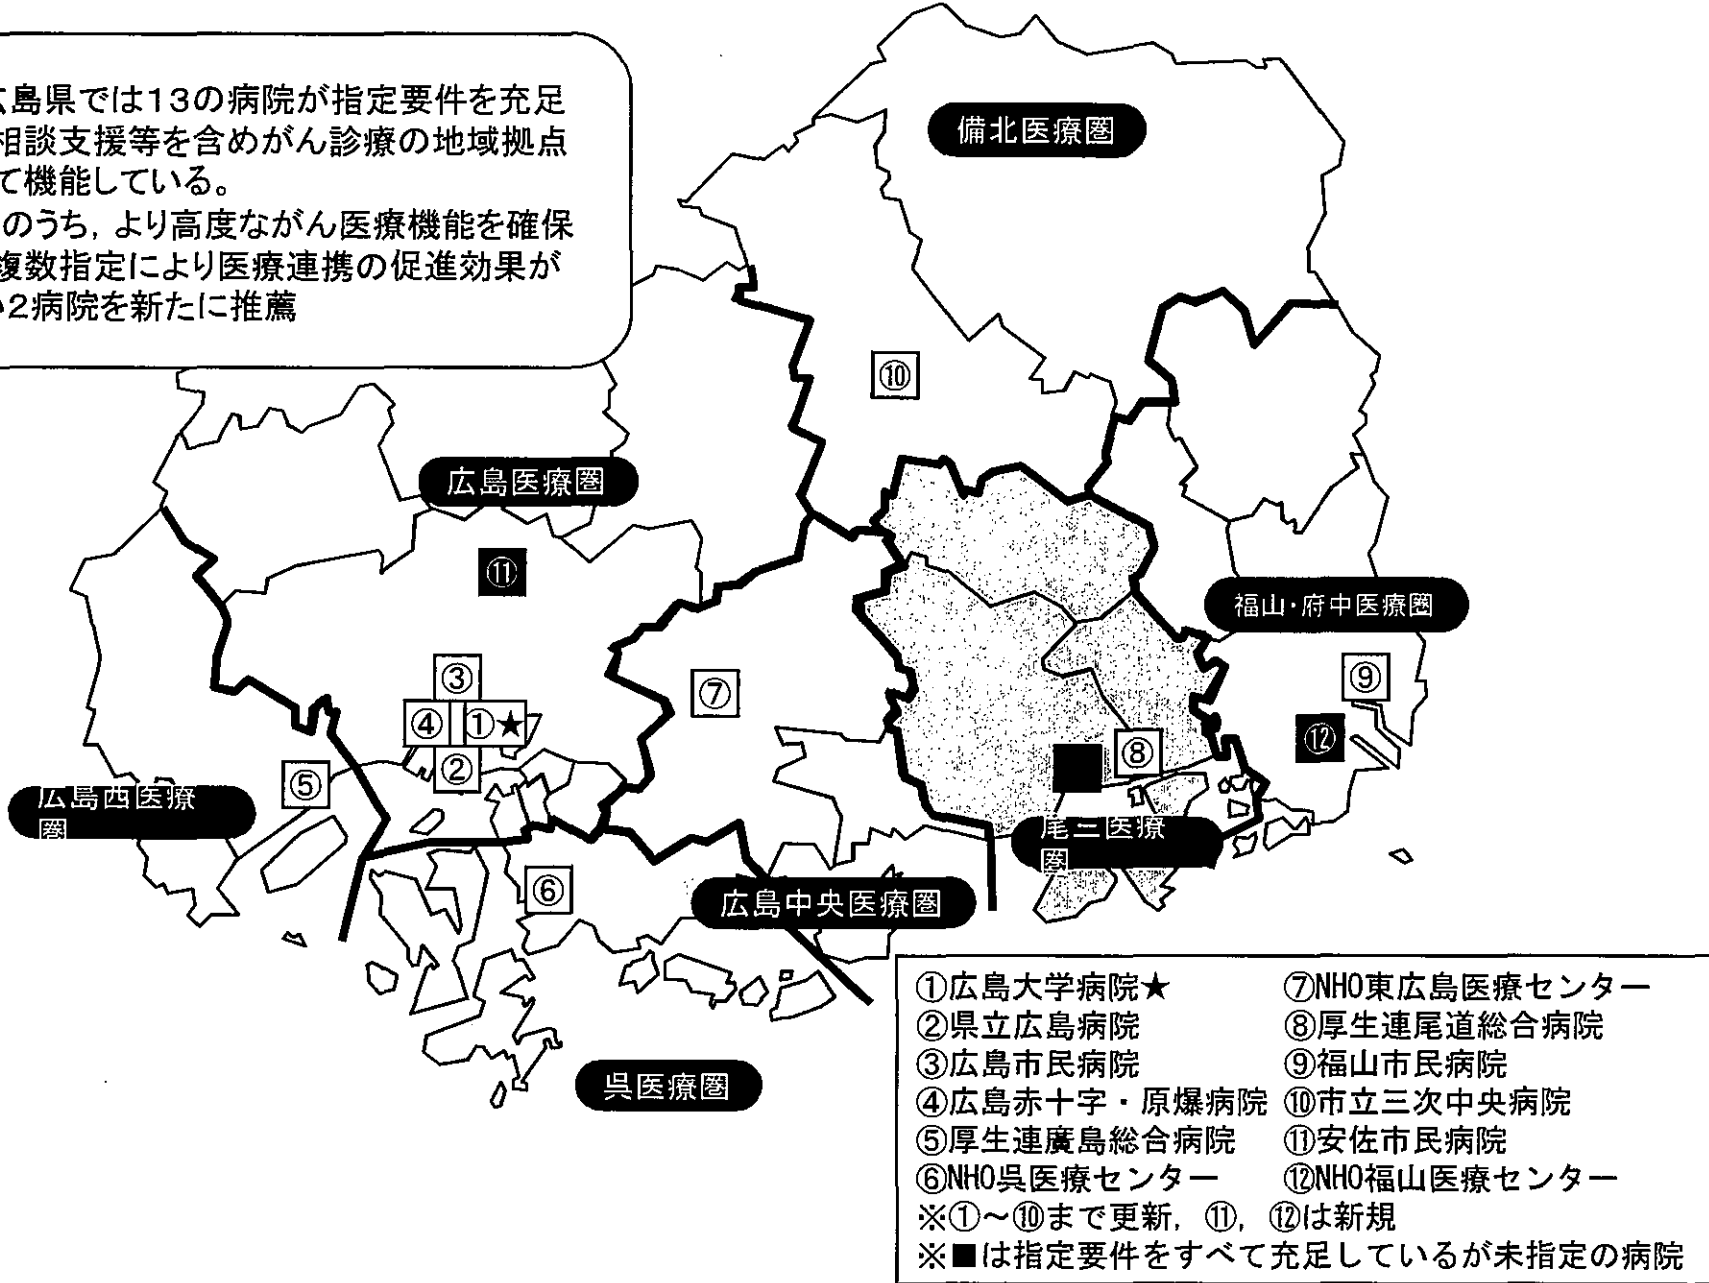 広島県では13の病院が指定要件を充足
相談支援等を含めがん診療の地域拠点
て機能している。
のうち，より高度ながん医療機能を確保
複数指定により医療連携の促進効果が
い2病院を新たに推薦
備北医療圏
⑩
広島医療圏
⑪
福山・府中医療圏
③
⑦
⑨
④
①★
⑫
⑧
②
⑤
広島西医療
圏
尾三医療
圏
⑥
広島中央医療圏
呉医療圏
①広島大学病院★
②県立広島病院
③広島市民病院
④広島赤十字・原爆病院
⑤厚生連廣島総合病院
⑥NHO呉医療センター
⑦NHO東広島医療センター
⑧厚生連尾道総合病院
⑨福山市民病院
⑩市立三次中央病院
⑪安佐市民病院
⑫NHO福山医療センター
※①～⑩まで更新，⑪，⑫は新規
※■は指定要件をすべて充足しているが未指定の病院